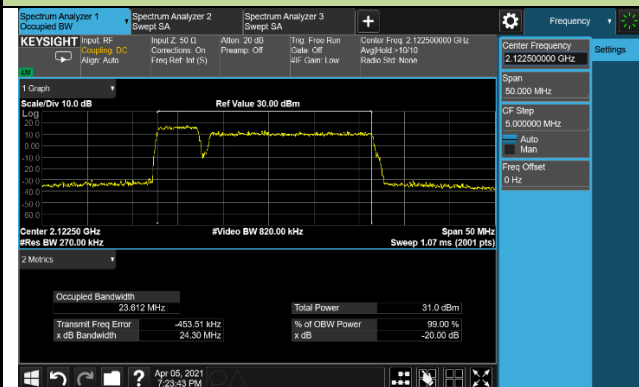 Spectrum Analyzer 1
Occupied BW
Spectrum Analyzer 2
Swept SA
Spectrum Analyzer 3
Swept SA
Frequency
KEYSIGHT
Input: RF
Coupling: DC
Align: Auto
Input Z: 50 Ω
Corrections: On
Freq Ref: Int (S)
Atten: 20 dB
Preamp: Off
Trig: Free Run
Gate: Off
#IF Gain: Low
Center Freq: 2.122500000 GHz
Avg|Hold:>10/10
Radio Std: None
Center Frequency
2.122500000 GHz
Settings
Span
50.000 MHz
CF Step
5.000000 MHz
Auto
Man
Freq Offset
0 Hz
1 Graph
Scale/Div 10.0 dB
Ref Value 30.00 dBm
Log
20.0
10.0
0.00
-10.0
-20.0
-30.0
-40.0
-50.0
-60.0
Center 2.12250 GHz
#Video BW 820.00 kHz
Span 50 MHz
#Res BW 270.00 kHz
Sweep 1.07 ms (2001 pts)
2 Metrics
Occupied Bandwidth
23.612 MHz
Total Power
31.0 dBm
Transmit Freq Error
-453.51 kHz
% of OBW Power
99.00 %
x dB Bandwidth
24.30 MHz
x dB
-20.00 dB
Apr 05, 2021
7:23:43 PM